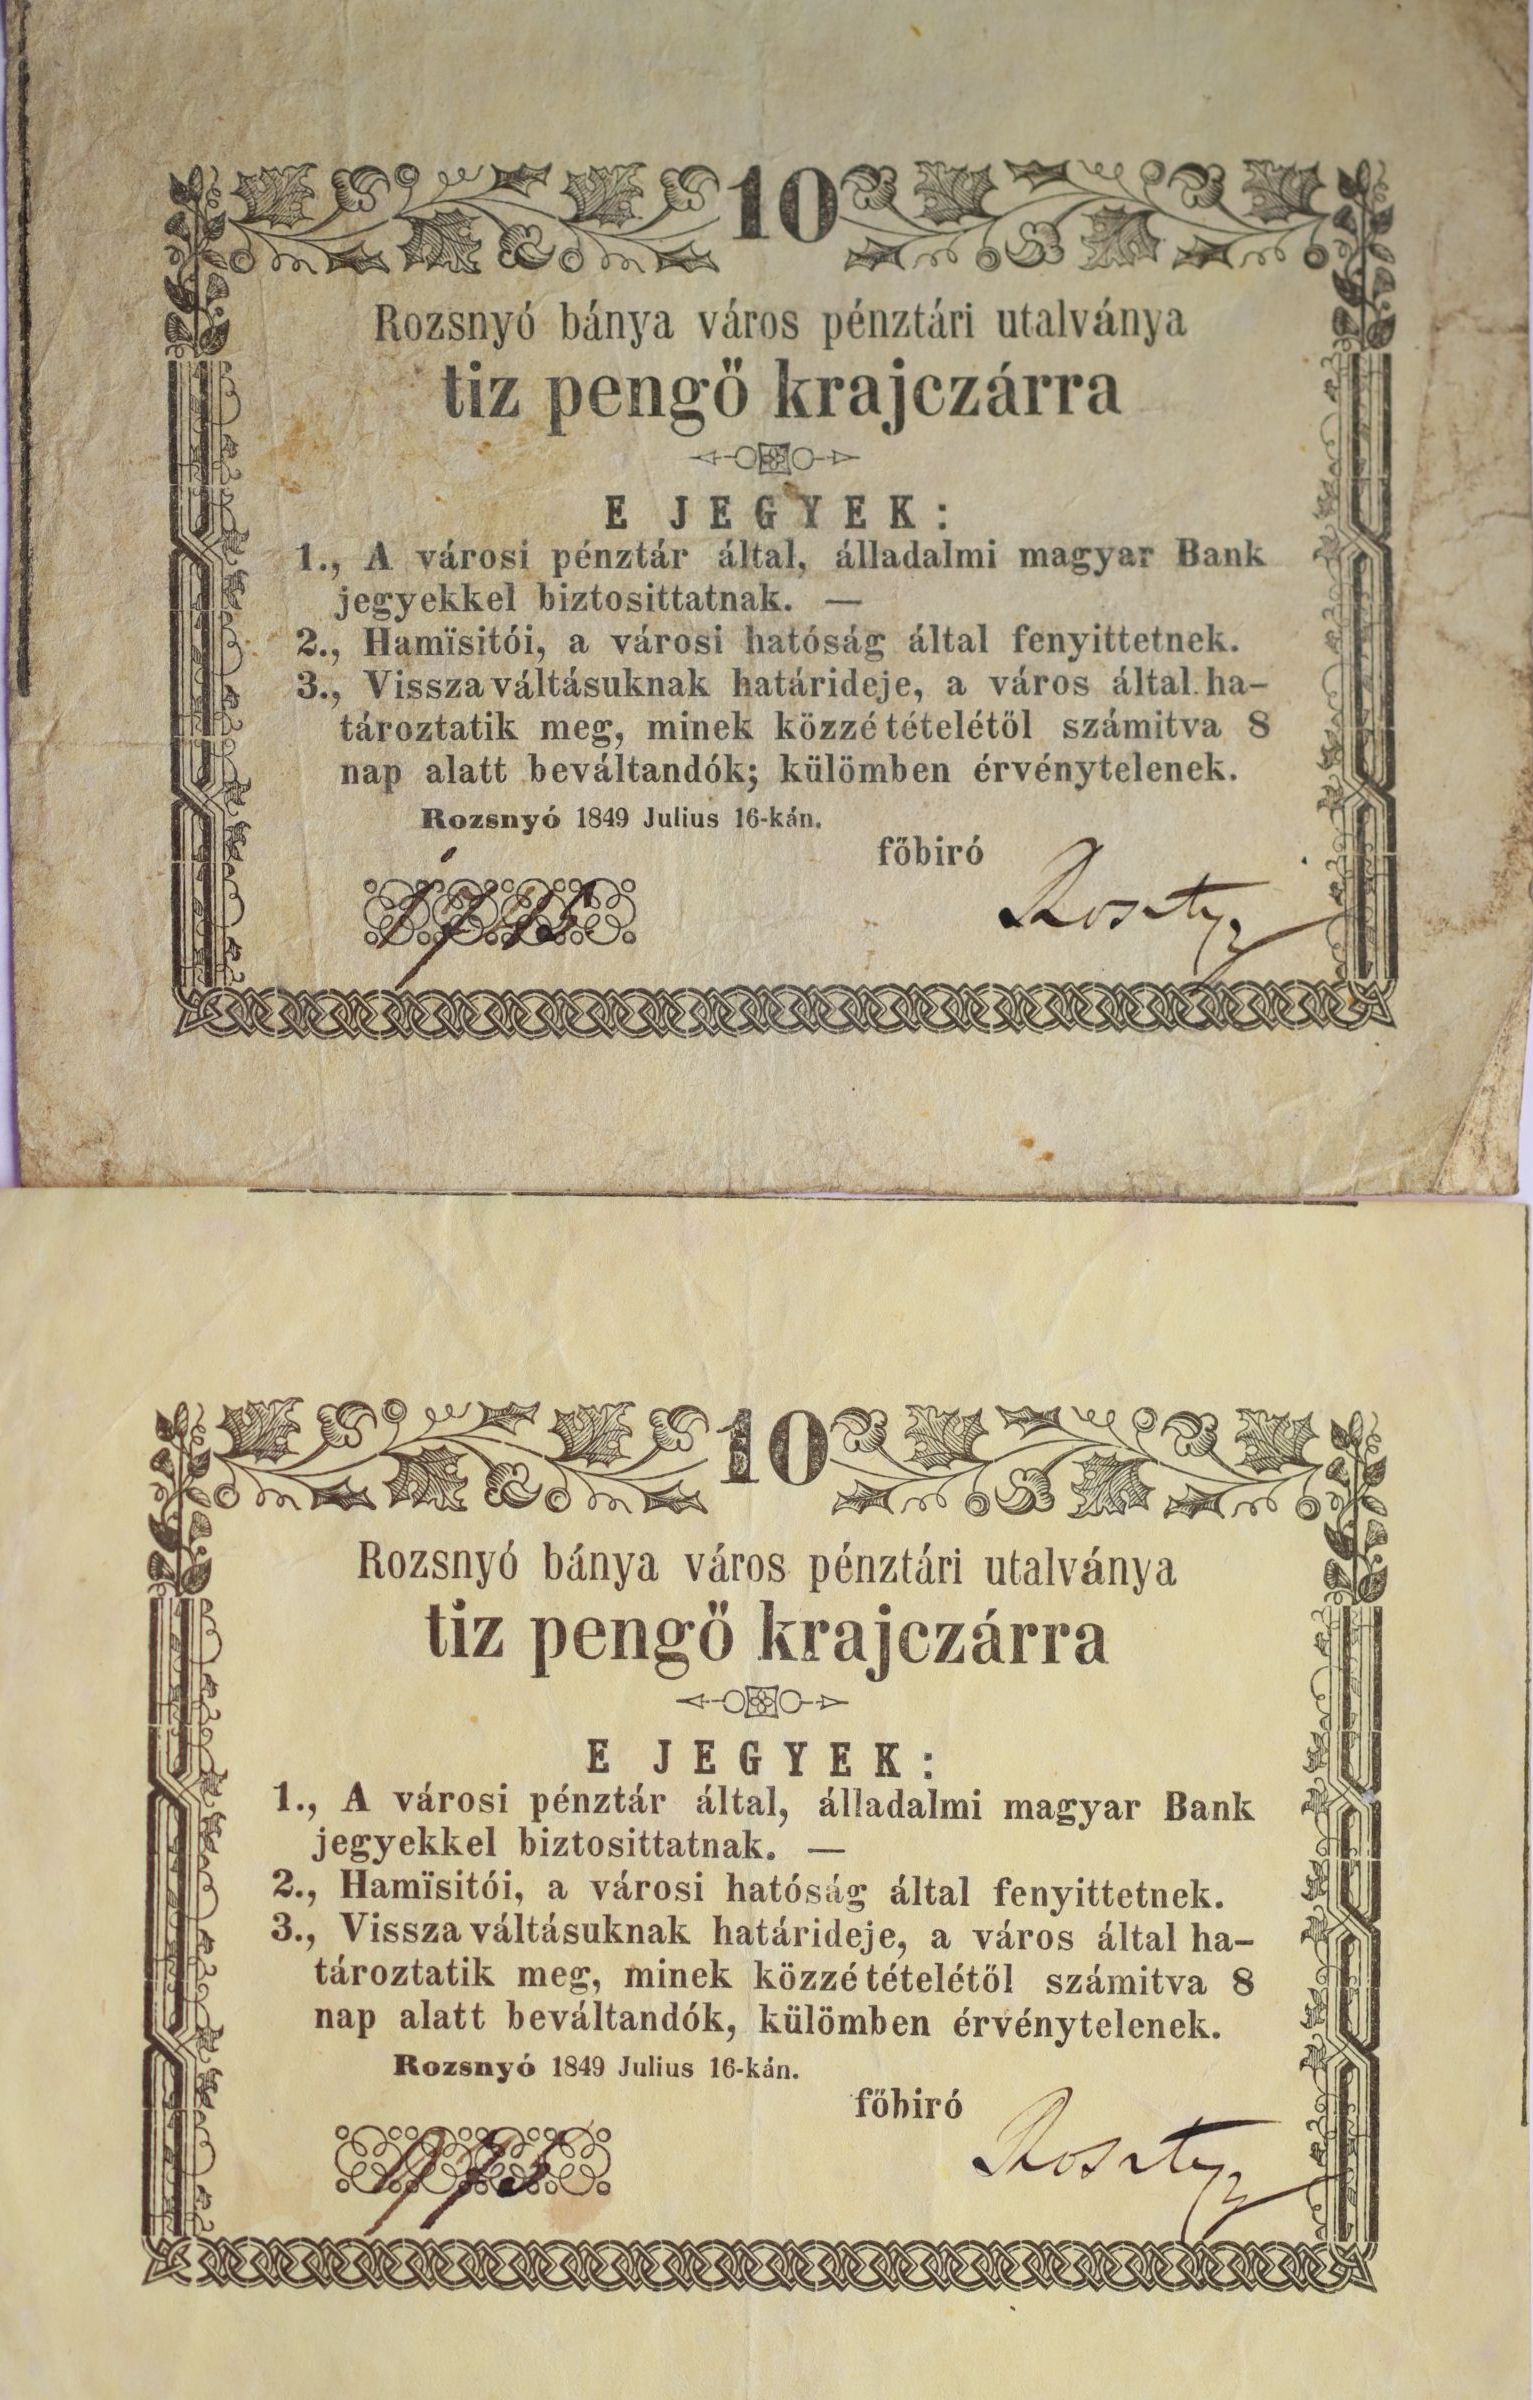 10
Rozsnyó bánya város pénztári utalványa
tiz pengö krajczárra
E JEGYEK:
1., A városi pénztár által, álladalmi magyar Bank
jegyekkel biztosittatnak. —
2., Hamïsitói, a városi hatóság által fenyittetnek.
3., Vissza váltásuknak határideje, a város által ha-
tároztatik meg, minek közzé tételétöl számitva 8
nap alatt beváltandók; külömben érvénytelenek.
Rozsnyó 1849 Julius 16-kán.
főbiró
10
Rozsnyó bánya város pénztári utalványa
tiz pengö krajczárra
E JEGYEK:
1., A városi pénztár által, álladalmi magyar Bank
jegyekkel biztosittatnak. —
2., Hamïsitói, a városi hatóság által fenyittetnek.
3., Vissza váltásuknak határideje, a város által ha-
tároztatik meg, minek közzé tételétöl számitva 8
nap alatt beváltandók, külömben érvénytelenek.
Rozsnyó 1849 Julius 16-kán.
főbiró